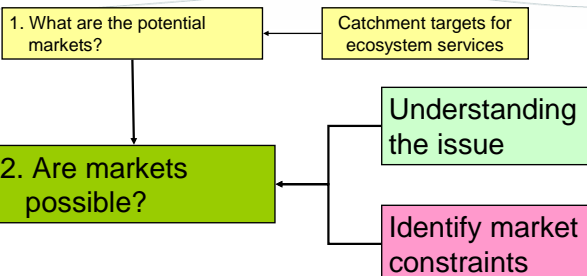 1. What are the potential
markets?
Catchment targets for
ecosystem services
Understanding
the issue
2. Are markets
possible?
Identify market
constraints